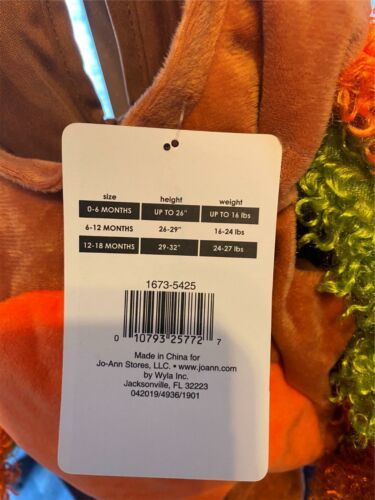 size height weight
0-6 MONTHS UP TO 26" UP TO 16 lbs
6-12 MONTHS 26-29" 16-24 lbs
12-18 MONTHS 29-32" 24-27 lbs
1673-5425
0 10793 25772 7
Made in China for
Jo-Ann Stores, LLC. • www.joann.com
by Wyla Inc.
Jacksonville, FL 32223
042019/4936/1901